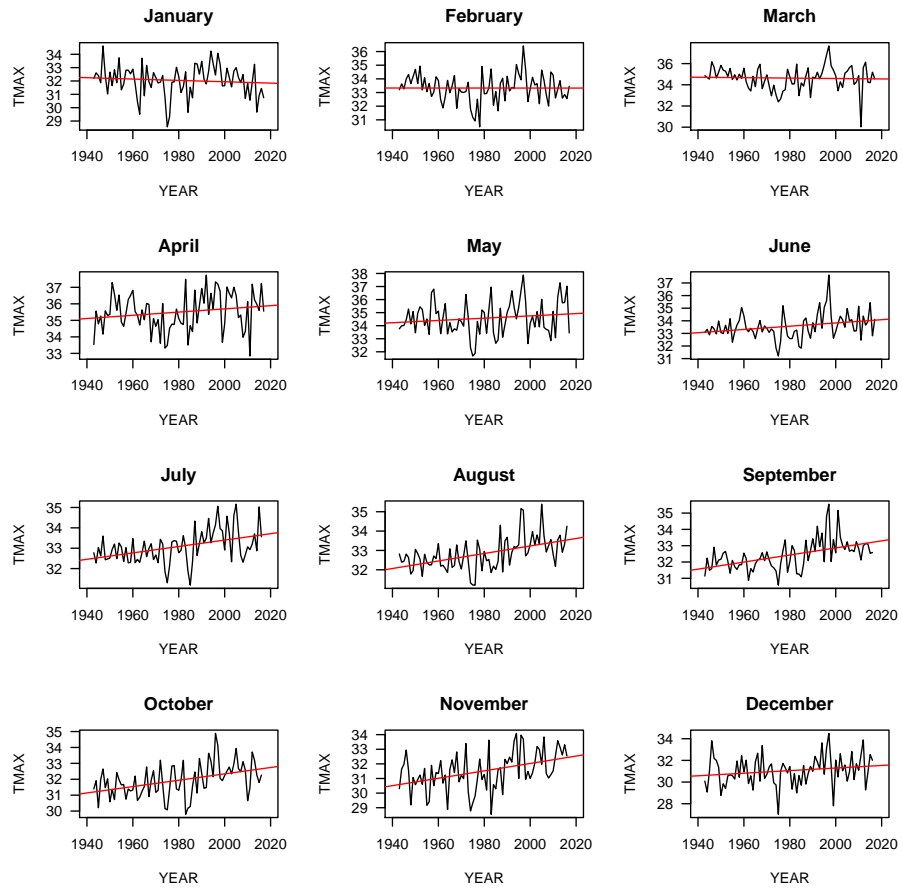 January February March
34
33
32
31
30
29
TMAX
1940 1960 1980 2000 2020
YEAR
36
35
34
33
32
31
TMAX
1940 1960 1980 2000 2020
YEAR
36
34
32
30
TMAX
1940 1960 1980 2000 2020
YEAR
April May June
37
36
35
34
33
TMAX
1940 1960 1980 2000 2020
YEAR
38
37
36
35
34
33
32
TMAX
1940 1960 1980 2000 2020
YEAR
37
36
35
34
33
32
31
TMAX
1940 1960 1980 2000 2020
YEAR
July August September
35
34
33
32
TMAX
1940 1960 1980 2000 2020
YEAR
35
34
33
32
TMAX
1940 1960 1980 2000 2020
YEAR
35
34
33
32
31
TMAX
1940 1960 1980 2000 2020
YEAR
October November December
35
34
33
32
31
30
TMAX
1940 1960 1980 2000 2020
YEAR
34
33
32
31
30
29
TMAX
1940 1960 1980 2000 2020
YEAR
34
32
30
28
TMAX
1940 1960 1980 2000 2020
YEAR